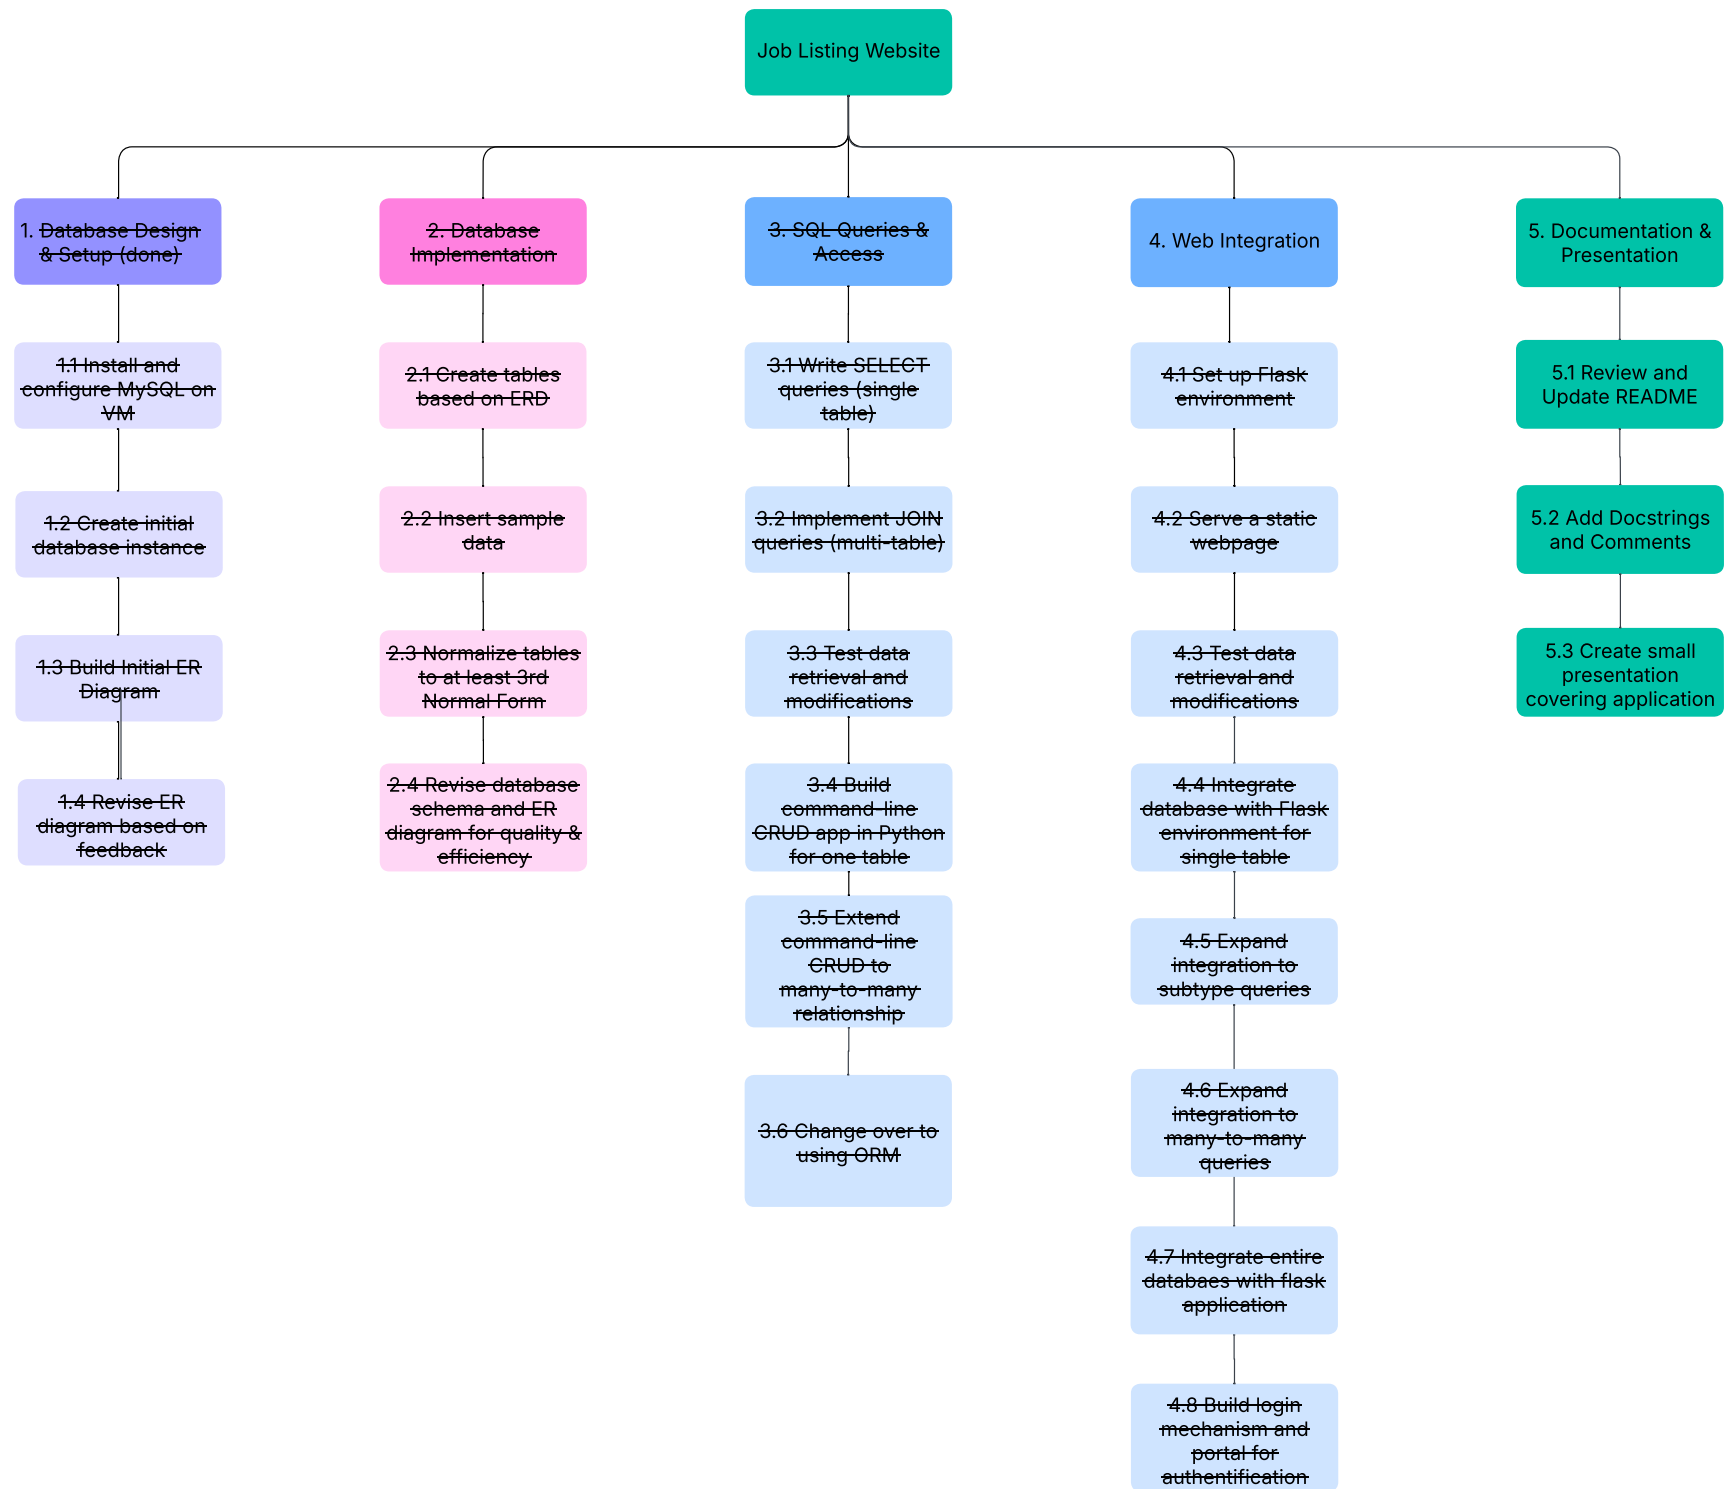 Job Listing Website
1. Database Design
& Setup (done)
2. Database
Implementation
3. SQL Queries &
Access
4. Web Integration
5. Documentation &
Presentation
1.1 Install and
configure MySQL on
VM
1.2 Create initial
database instance
1.3 Build Initial ER
Diagram
1.4 Revise ER
diagram based on
feedback
2.1 Create tables
based on ERD
2.2 Insert sample
data
2.3 Normalize tables
to at least 3rd
Normal Form
2.4 Revise database
schema and ER
diagram for quality &
efficiency
3.1 Write SELECT
queries (single
table)
3.2 Implement JOIN
queries (multi-table)
3.3 Test data
retrieval and
modifications
3.4 Build
command-line
CRUD app in Python
for one table
3.5 Extend
command-line
CRUD to
many-to-many
relationship
3.6 Change over to
using ORM
4.1 Set up Flask
environment
4.2 Serve a static
webpage
4.3 Test data
retrieval and
modifications
4.4 Integrate
database with Flask
environment for
single table
4.5 Expand
integration to
subtype queries
4.6 Expand
integration to
many-to-many
queries
4.7 Integrate entire
databaes with flask
application
4.8 Build login
mechanism and
portal for
authentification
5.1 Review and
Update README
5.2 Add Docstrings
and Comments
5.3 Create small
presentation
covering application